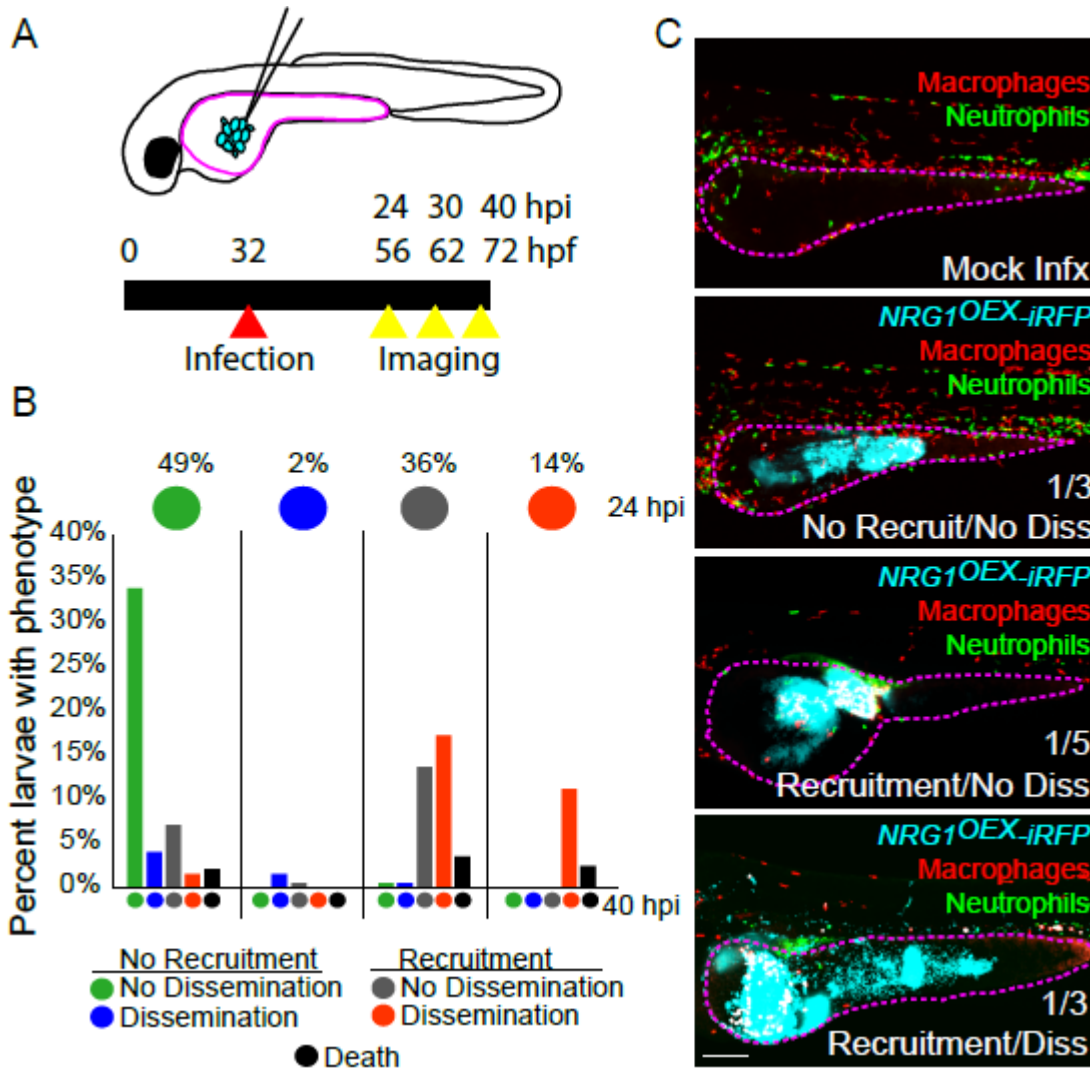 A
24 30 40 hpi
0 32 56 62 72 hpf
Infection Imaging
B
49% 2% 36% 14%
24 hpi
Percent larvae with phenotype
40%
35%
30%
25%
20%
15%
10%
5%
0%
40 hpi
No Recruitment
No Dissemination
Dissemination
Recruitment
No Dissemination
Dissemination
Death
C
Macrophages
Neutrophils
Mock Infx
NRG1OEX-iRFP
Macrophages
Neutrophils
1/3
No Recruit/No Diss
NRG1OEX-iRFP
Macrophages
Neutrophils
1/5
Recruitment/No Diss
NRG1OEX-iRFP
Macrophages
Neutrophils
1/3
Recruitment/Diss